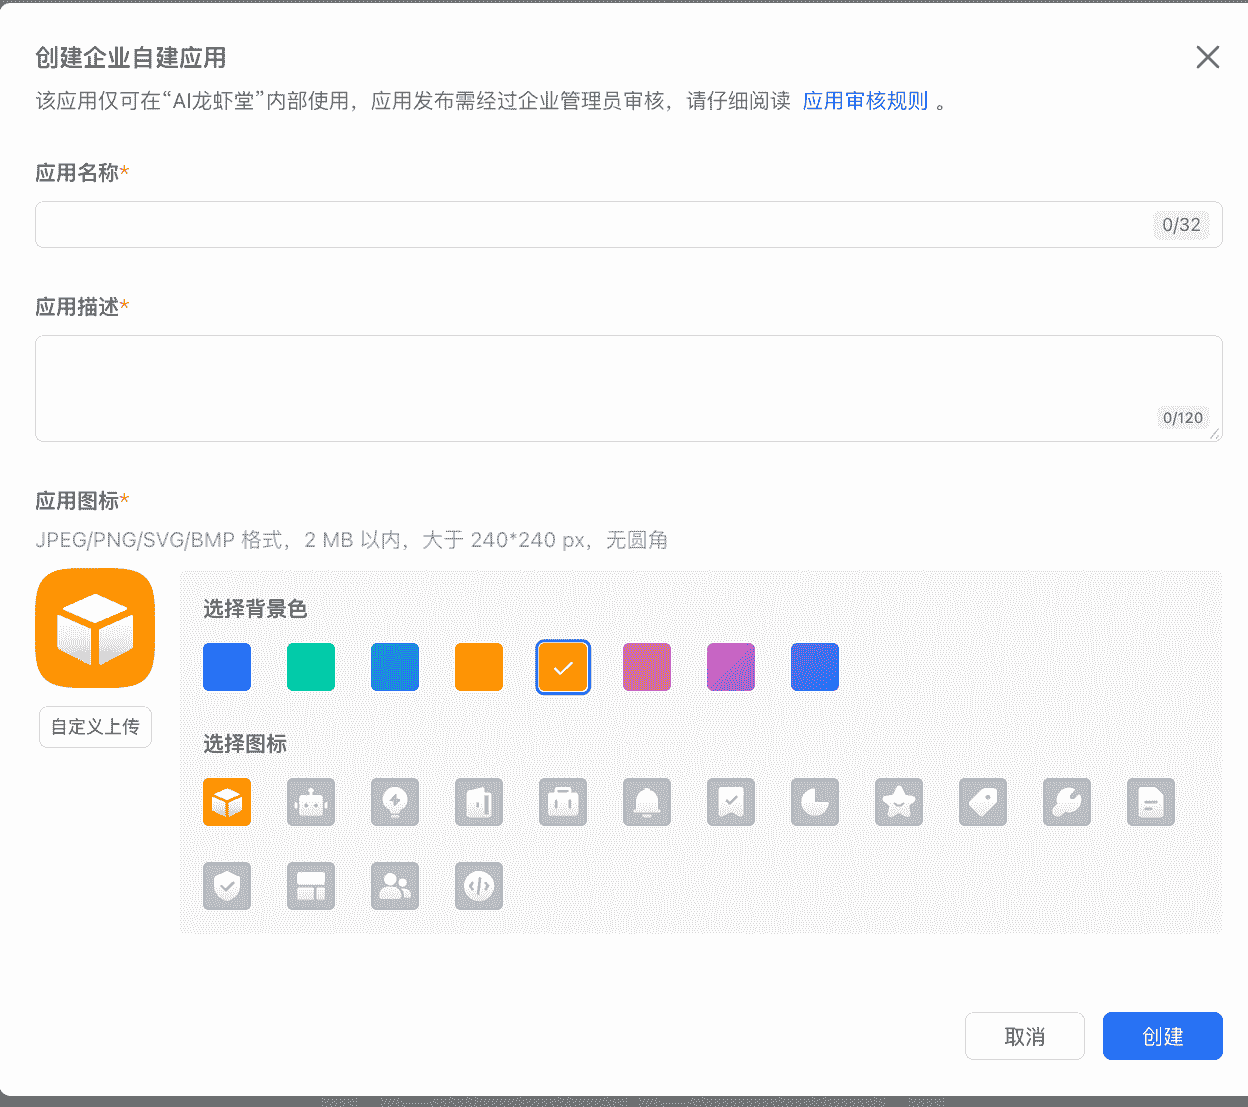 创建企业自建应用
该应用仅可在“AI龙虾堂”内部使用，应用发布需经过企业管理员审核，请仔细阅读 应用审核规则 。
应用名称*
0/32
应用描述*
0/120
应用图标*
JPEG/PNG/SVG/BMP 格式，2 MB 以内，大于 240*240 px，无圆角
选择背景色
自定义上传
选择图标
取消
创建